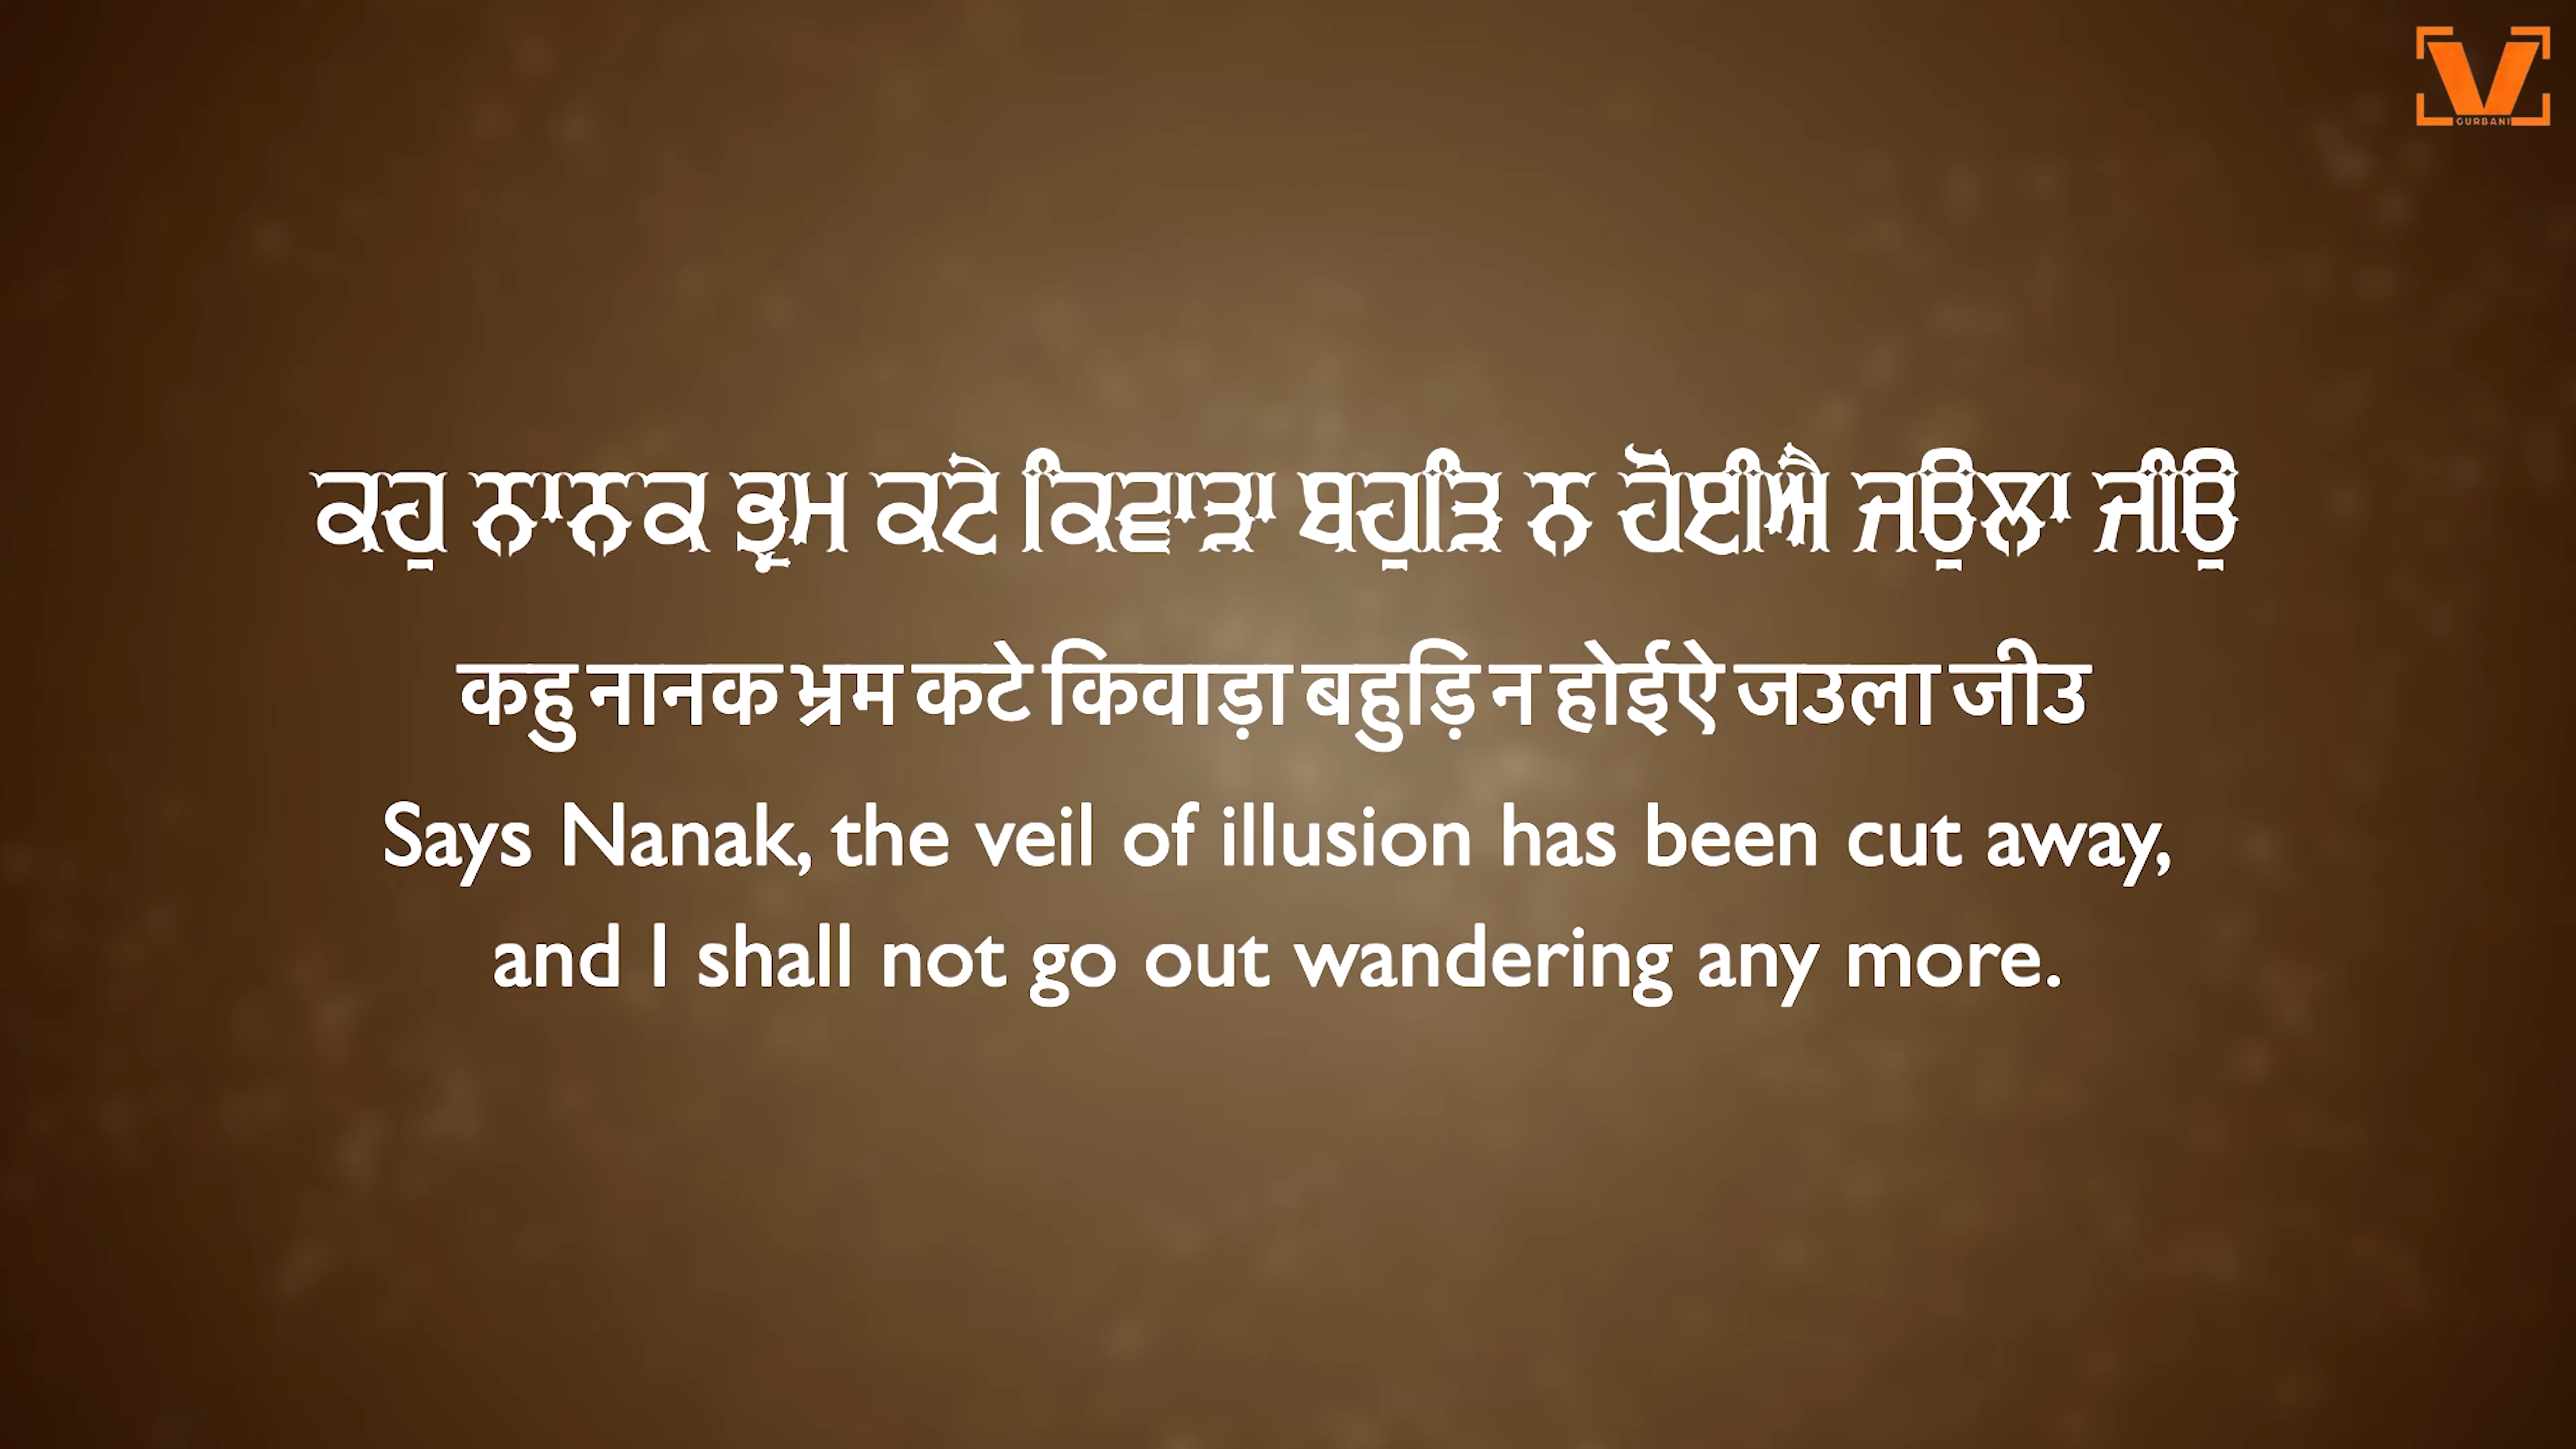 V
GURBANI
ਕਹੁ ਨਾਨਕ ਭ੍ਰਮ ਕਟੇ ਕਿਵਾੜਾ ਬਹੁੜਿ ਨ ਹੋਈਐ ਜਉਲਾ ਜੀਉ
कहु नानक भ्रम कटे किवाड़ा बहुड़ि न होईऐ जउला जीउ
Says Nanak, the veil of illusion has been cut away,
and I shall not go out wandering any more.